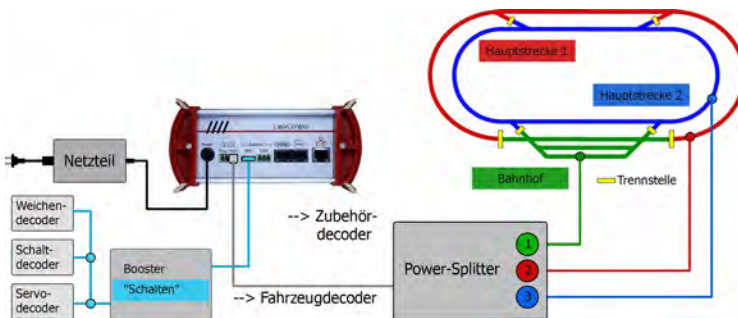 Hauptstrecke 1
Hauptstrecke 2
Netzteil
Bahnhof
Trennstelle
Weichen-
decoder
--> Zubehör-
decoder
Schalt-
decoder
Booster
"Schalten"
Power-Splitter
1
2
3
Servo-
decoder
--> Fahrzeugdecoder